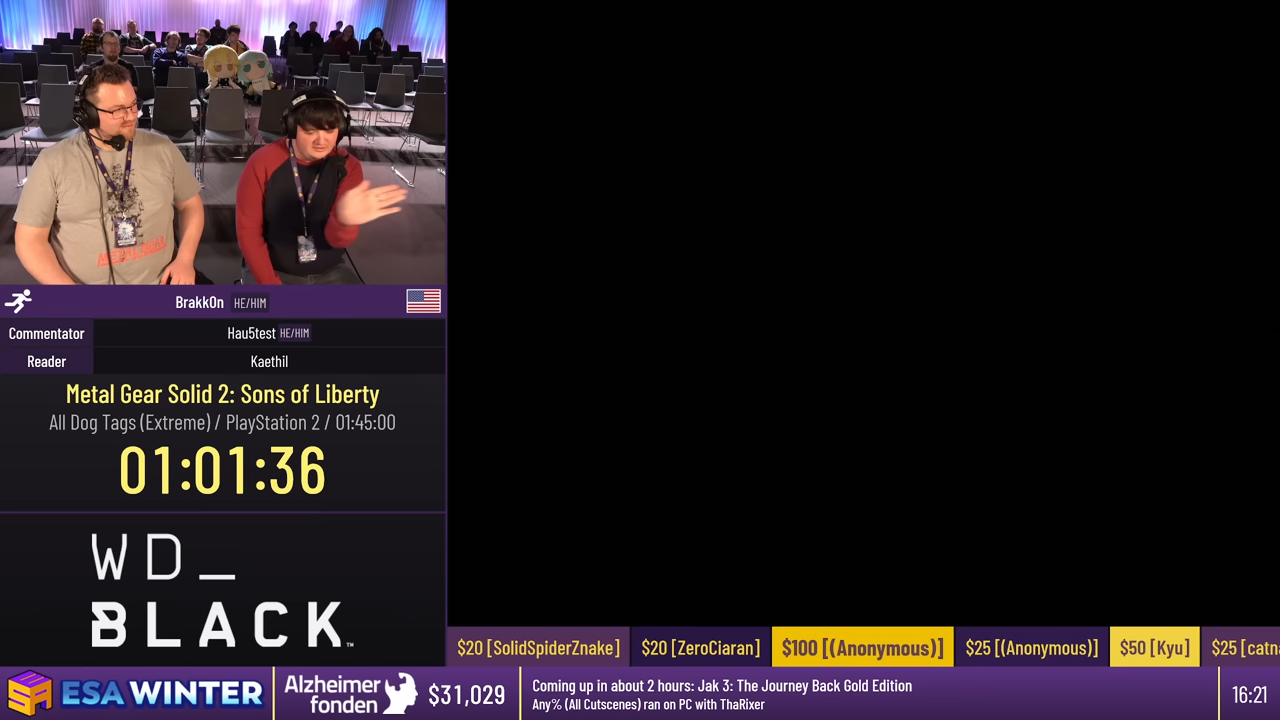 BrakkOn HE/HIM
Commentator Hau5test HE/HIM
Reader Kaethil
Metal Gear Solid 2: Sons of Liberty
All Dog Tags (Extreme) / PlayStation 2 / 01:45:00
01:01:36
WD_
BLACK™
$20 [SolidSpiderZnake] $20 [ZeroCiaran] $100 [(Anonymous)] $25 [(Anonymous)] $50 [Kyu] $25 [catn
ESA WINTER
Alzheimer
fonden
$31,029
Coming up in about 2 hours: Jak 3: The Journey Back Gold Edition
Any% (All Cutscenes) ran on PC with ThaRixer
16:21